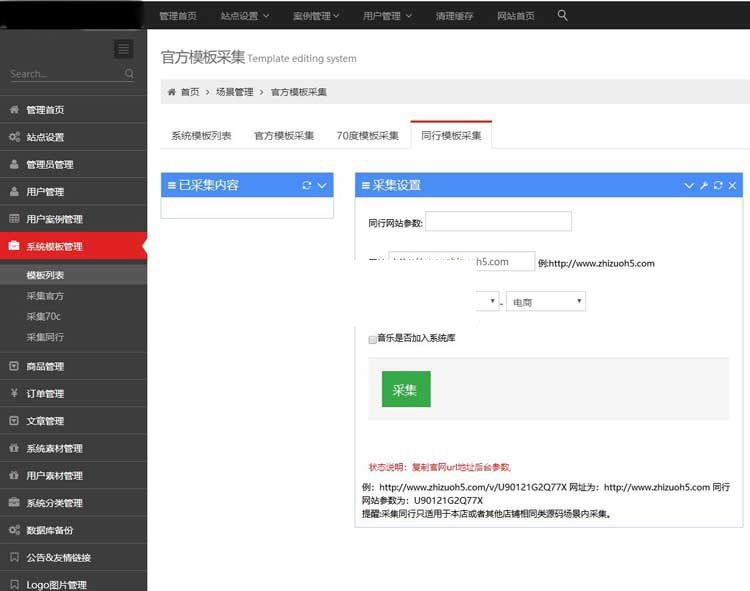 管理首页 站点设置 案例管理 用户管理 清理缓存 网站首页
Search...
管理首页
站点设置
管理员管理
用户管理
用户案例管理
系统模板管理
模板列表
采集官方
采集70c
采集同行
商品管理
¥ 订单管理
文章管理
系统素材管理
用户素材管理
系统分类管理
数据库备份
公告&友情链接
Logo图片管理
官方模板采集 Template editing system
首页 > 场景管理 > 官方模板采集
系统模板列表 官方模板采集 70度模板采集 同行模板采集
已采集内容
采集设置
同行网站参数:
例:http://www.zhizuoh5.com
- 电商
音乐是否加入系统库
采集
状态说明：复制官网url地址后台参数,
例：http://www.zhizuoh5.com/v/U90121G2Q77X 网址为：http://www.zhizuoh5.com 同行
网站参数为：U90121G2Q77X
提醒:采集同行只适用于本店或者其他店铺相同类源码场景内采集。